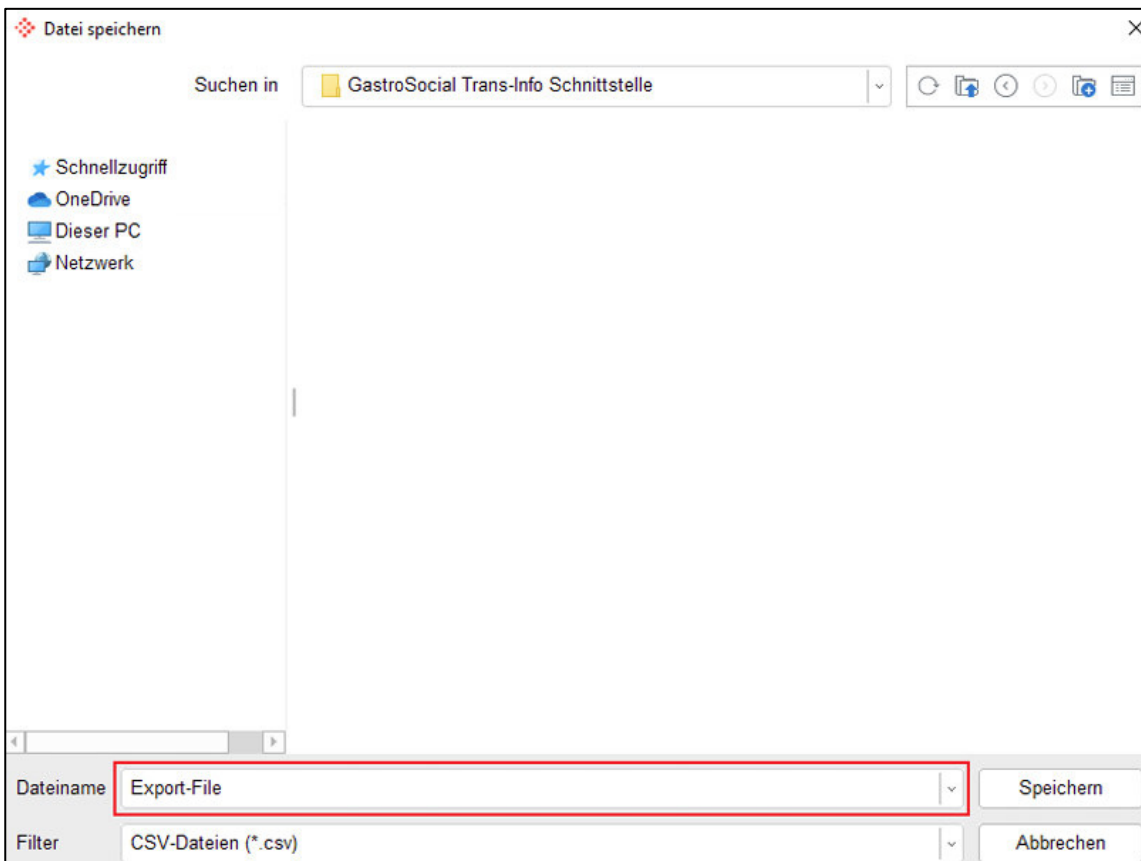 Datei speichern
Suchen in GastroSocial Trans-Info Schnittstelle
Schnellzugriff
OneDrive
Dieser PC
Netzwerk
Dateiname Export-File Speichern
Filter CSV-Dateien (*.csv) Abbrechen